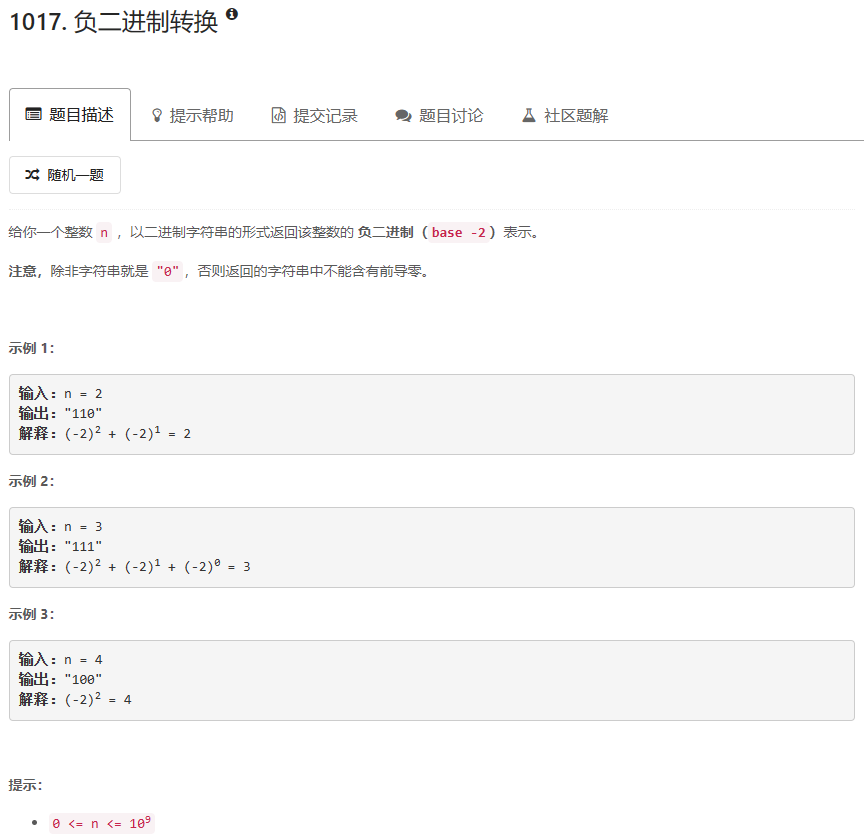 1017. 负二进制转换
题目描述
提示帮助
提交记录
题目讨论
社区题解
随机一题
给你一个整数 n ，以二进制字符串的形式返回该整数的 负二进制（base -2）表示。
注意，除非字符串就是 "0"，否则返回的字符串中不能含有前导零。
示例 1：
输入：n = 2
输出："110"
解释：(-2)² + (-2)¹ = 2
示例 2：
输入：n = 3
输出："111"
解释：(-2)² + (-2)¹ + (-2)⁰ = 3
示例 3：
输入：n = 4
输出："100"
解释：(-2)² = 4
提示：
• 0 <= n <= 10⁹